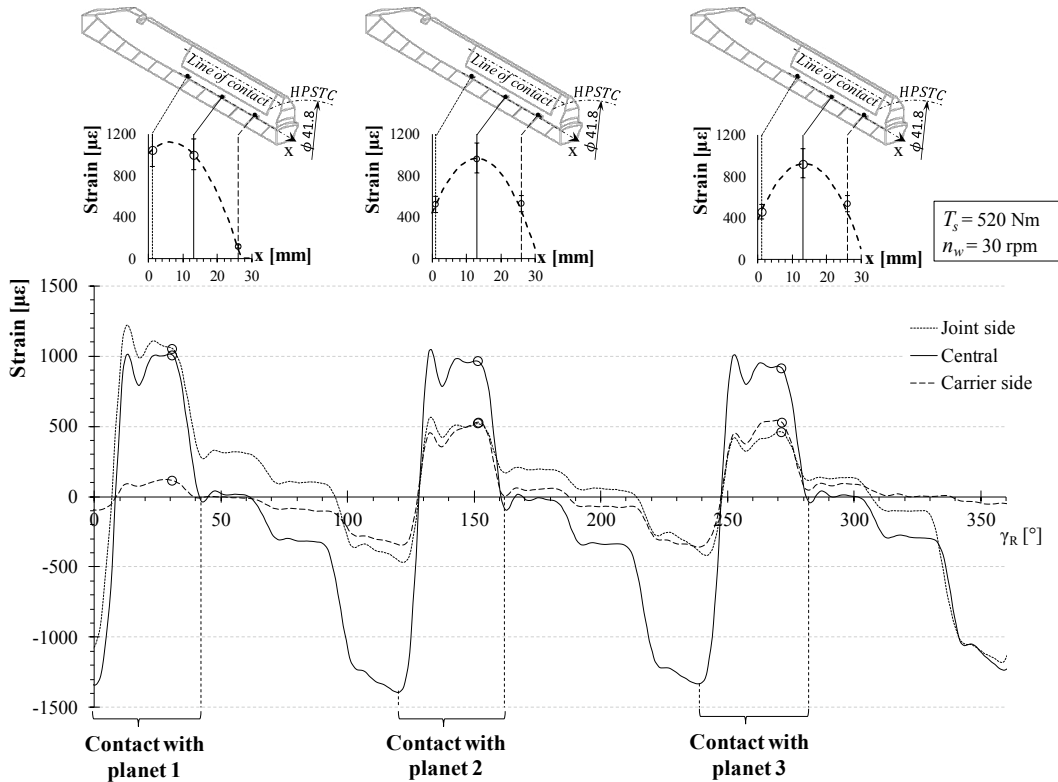 Line of contact
HPSTC
ϕ 41.8
x
Line of contact
HPSTC
ϕ 41.8
x
Line of contact
HPSTC
ϕ 41.8
x
Strain [με]
1200
800
400
0
0 10 20 30
x [mm]
Strain [με]
1200
800
400
0
0 10 20 30
x [mm]
Strain [με]
1200
800
400
0
0 10 20 30
x [mm]
T_s = 520 Nm
n_w = 30 rpm
Strain [με]
1500
1000
500
0
-500
-1000
-1500
0 50 100 150 200 250 300 350
γ_R [°]
Joint side
Central
Carrier side
Contact with
planet 1
Contact with
planet 2
Contact with
planet 3